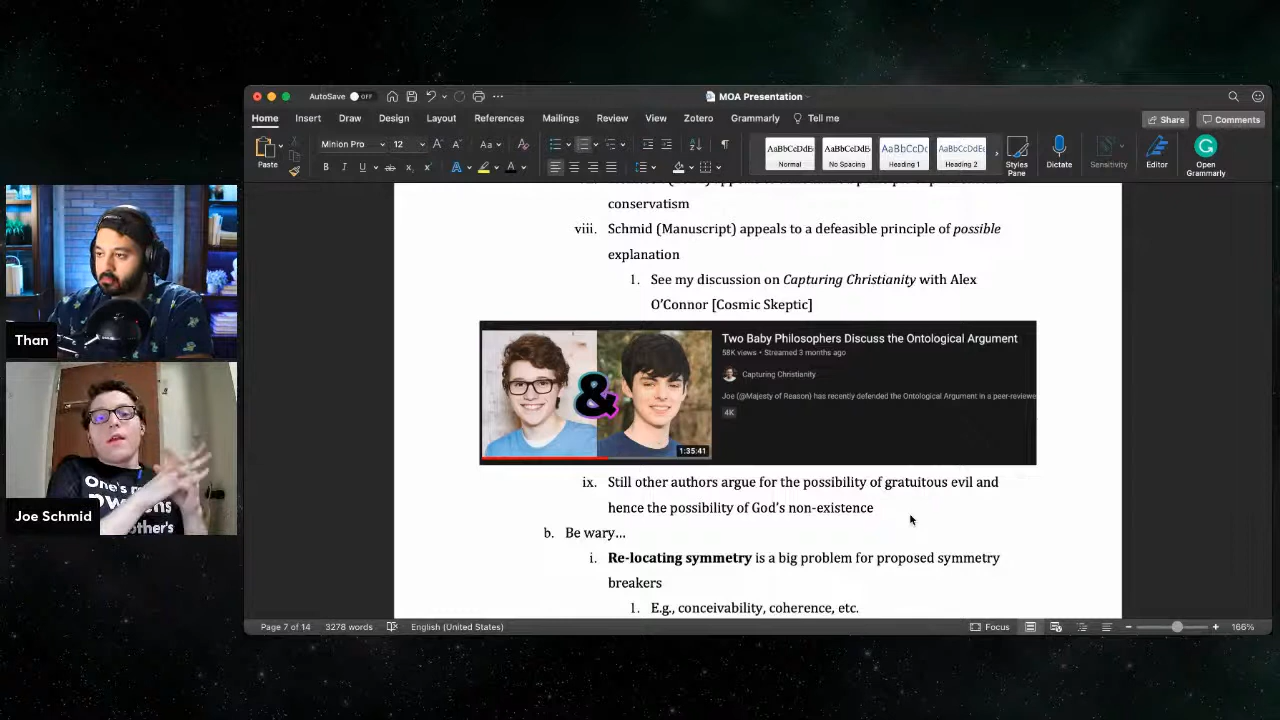 AutoSave OFF
MOA Presentation
Home Insert Draw Design Layout References Mailings Review View Zotero Grammarly Tell me
Share Comments
Paste
Minion Pro 12
AaBbCcDdE Normal
AaBbCcDdE No Spacing
AaBbCcDc Heading 1
AaBbCcDdE Heading 2
Styles Pane
Dictate
Sensitivity
Editor
Open Grammarly
conservatism
viii. Schmid (Manuscript) appeals to a defeasible principle of possible
explanation
1. See my discussion on Capturing Christianity with Alex
O'Connor [Cosmic Skeptic]
&
1:35:41
Two Baby Philosophers Discuss the Ontological Argument
58K views • Streamed 3 months ago
Capturing Christianity
Joe (@Majesty of Reason) has recently defended the Ontological Argument in a peer-reviewe
4K
ix. Still other authors argue for the possibility of gratuitous evil and
hence the possibility of God's non-existence
b. Be wary…
i. Re-locating symmetry is a big problem for proposed symmetry
breakers
1. E.g., conceivability, coherence, etc.
Page 7 of 14 3278 words English (United States)
Focus
166%
Than
One's
Joe Schmid